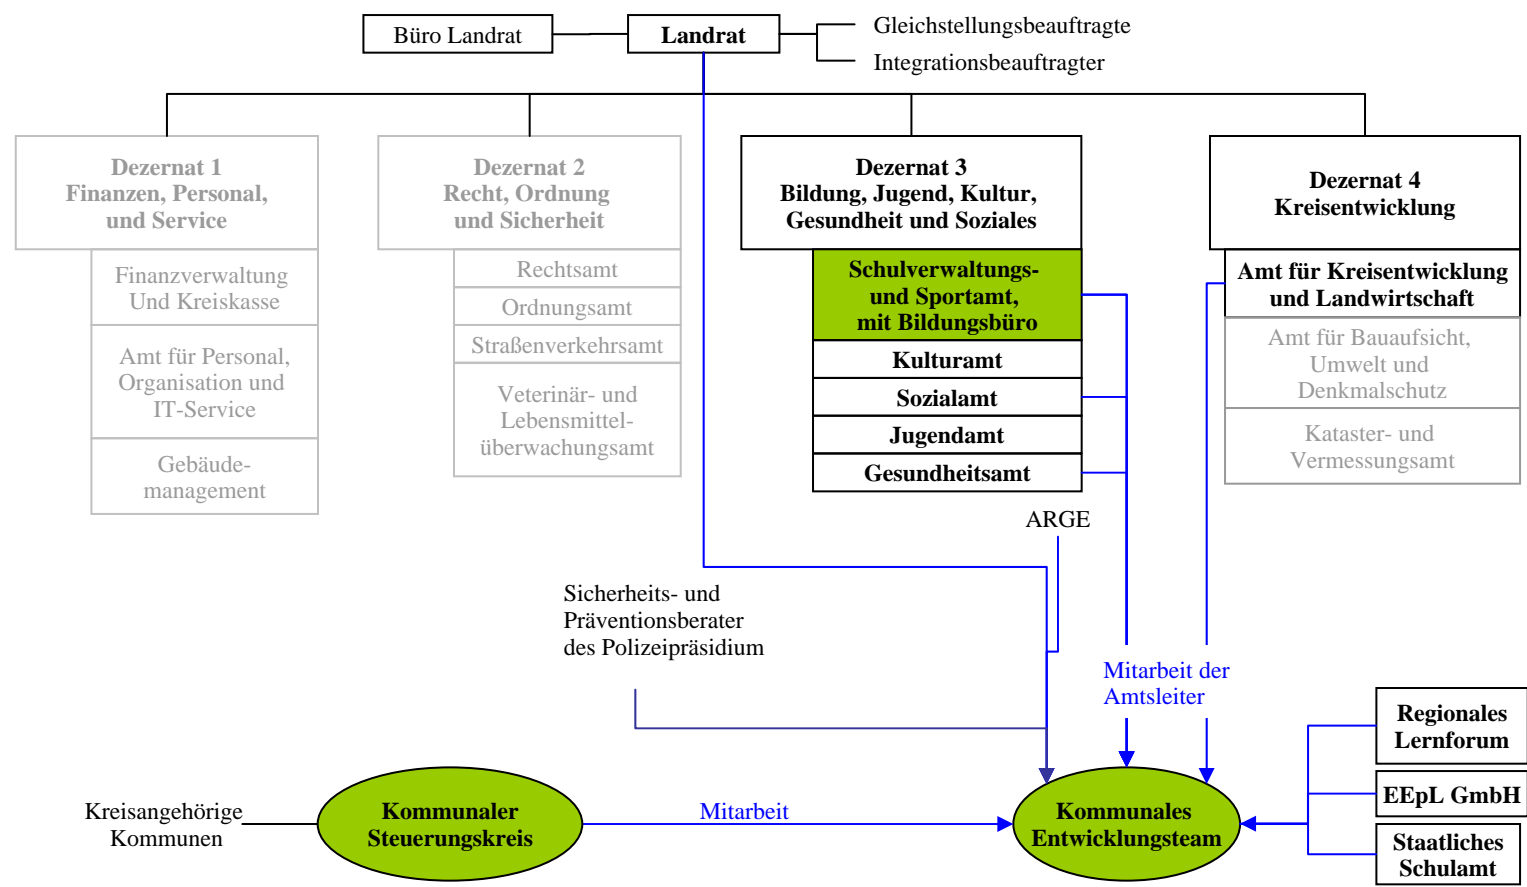 Büro Landrat
Landrat
Gleichstellungsbeauftragte
Integrationsbeauftragter
Dezernat 1
Finanzen, Personal,
und Service
Finanzverwaltung
Und Kreiskasse
Amt für Personal,
Organisation und
IT-Service
Gebäude-
management
Dezernat 2
Recht, Ordnung
und Sicherheit
Rechtsamt
Ordnungsamt
Straßenverkehrsamt
Veterinär- und
Lebensmittel-
überwachungsamt
Dezernat 3
Bildung, Jugend, Kultur,
Gesundheit und Soziales
Schulverwaltungs-
und Sportamt,
mit Bildungsbüro
Kulturamt
Sozialamt
Jugendamt
Gesundheitsamt
Dezernat 4
Kreisentwicklung
Amt für Kreisentwicklung
und Landwirtschaft
Amt für Bauaufsicht,
Umwelt und
Denkmalschutz
Kataster- und
Vermessungsamt
ARGE
Sicherheits- und
Präventionsberater
des Polizeipräsidium
Mitarbeit der
Amtsleiter
Regionales
Lernforum
EEpL GmbH
Staatliches
Schulamt
Kreisangehörige
Kommunen
Kommunaler
Steuerungskreis
Mitarbeit
Kommunales
Entwicklungsteam